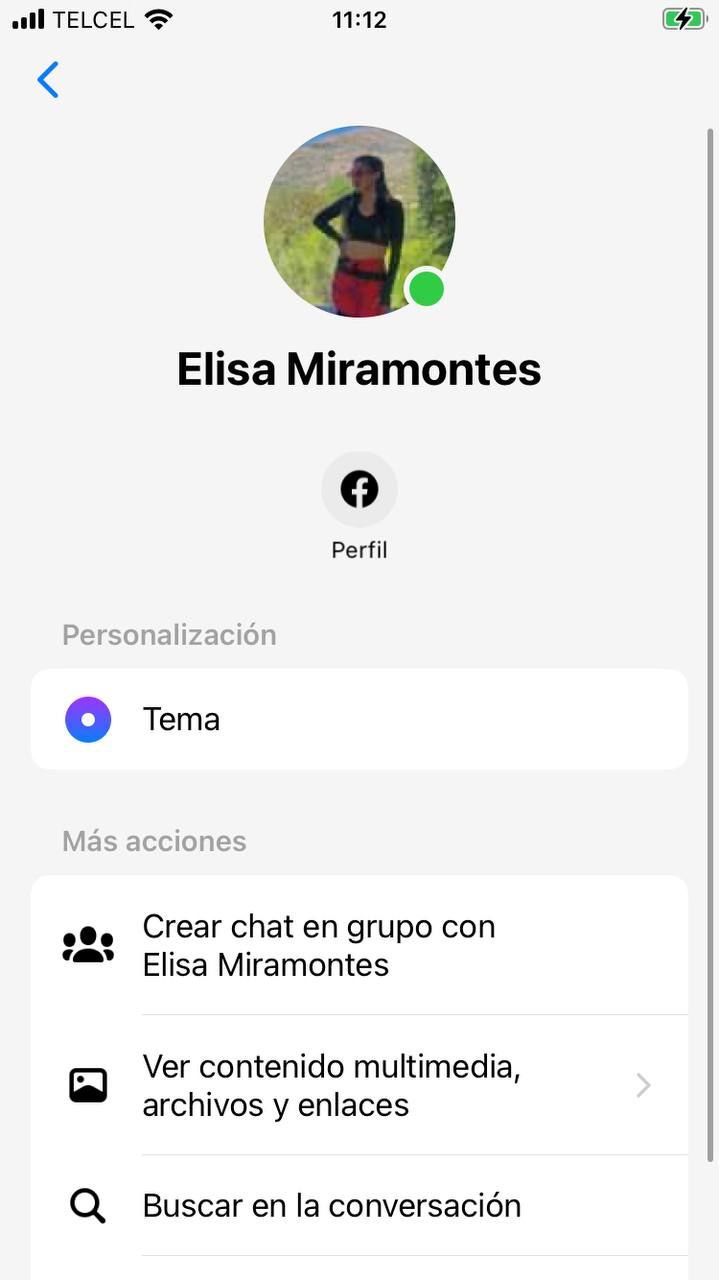 TELCEL 11:12
Elisa Miramontes
Perfil
Personalización
Tema
Más acciones
Crear chat en grupo con
Elisa Miramontes
Ver contenido multimedia,
archivos y enlaces
Buscar en la conversación